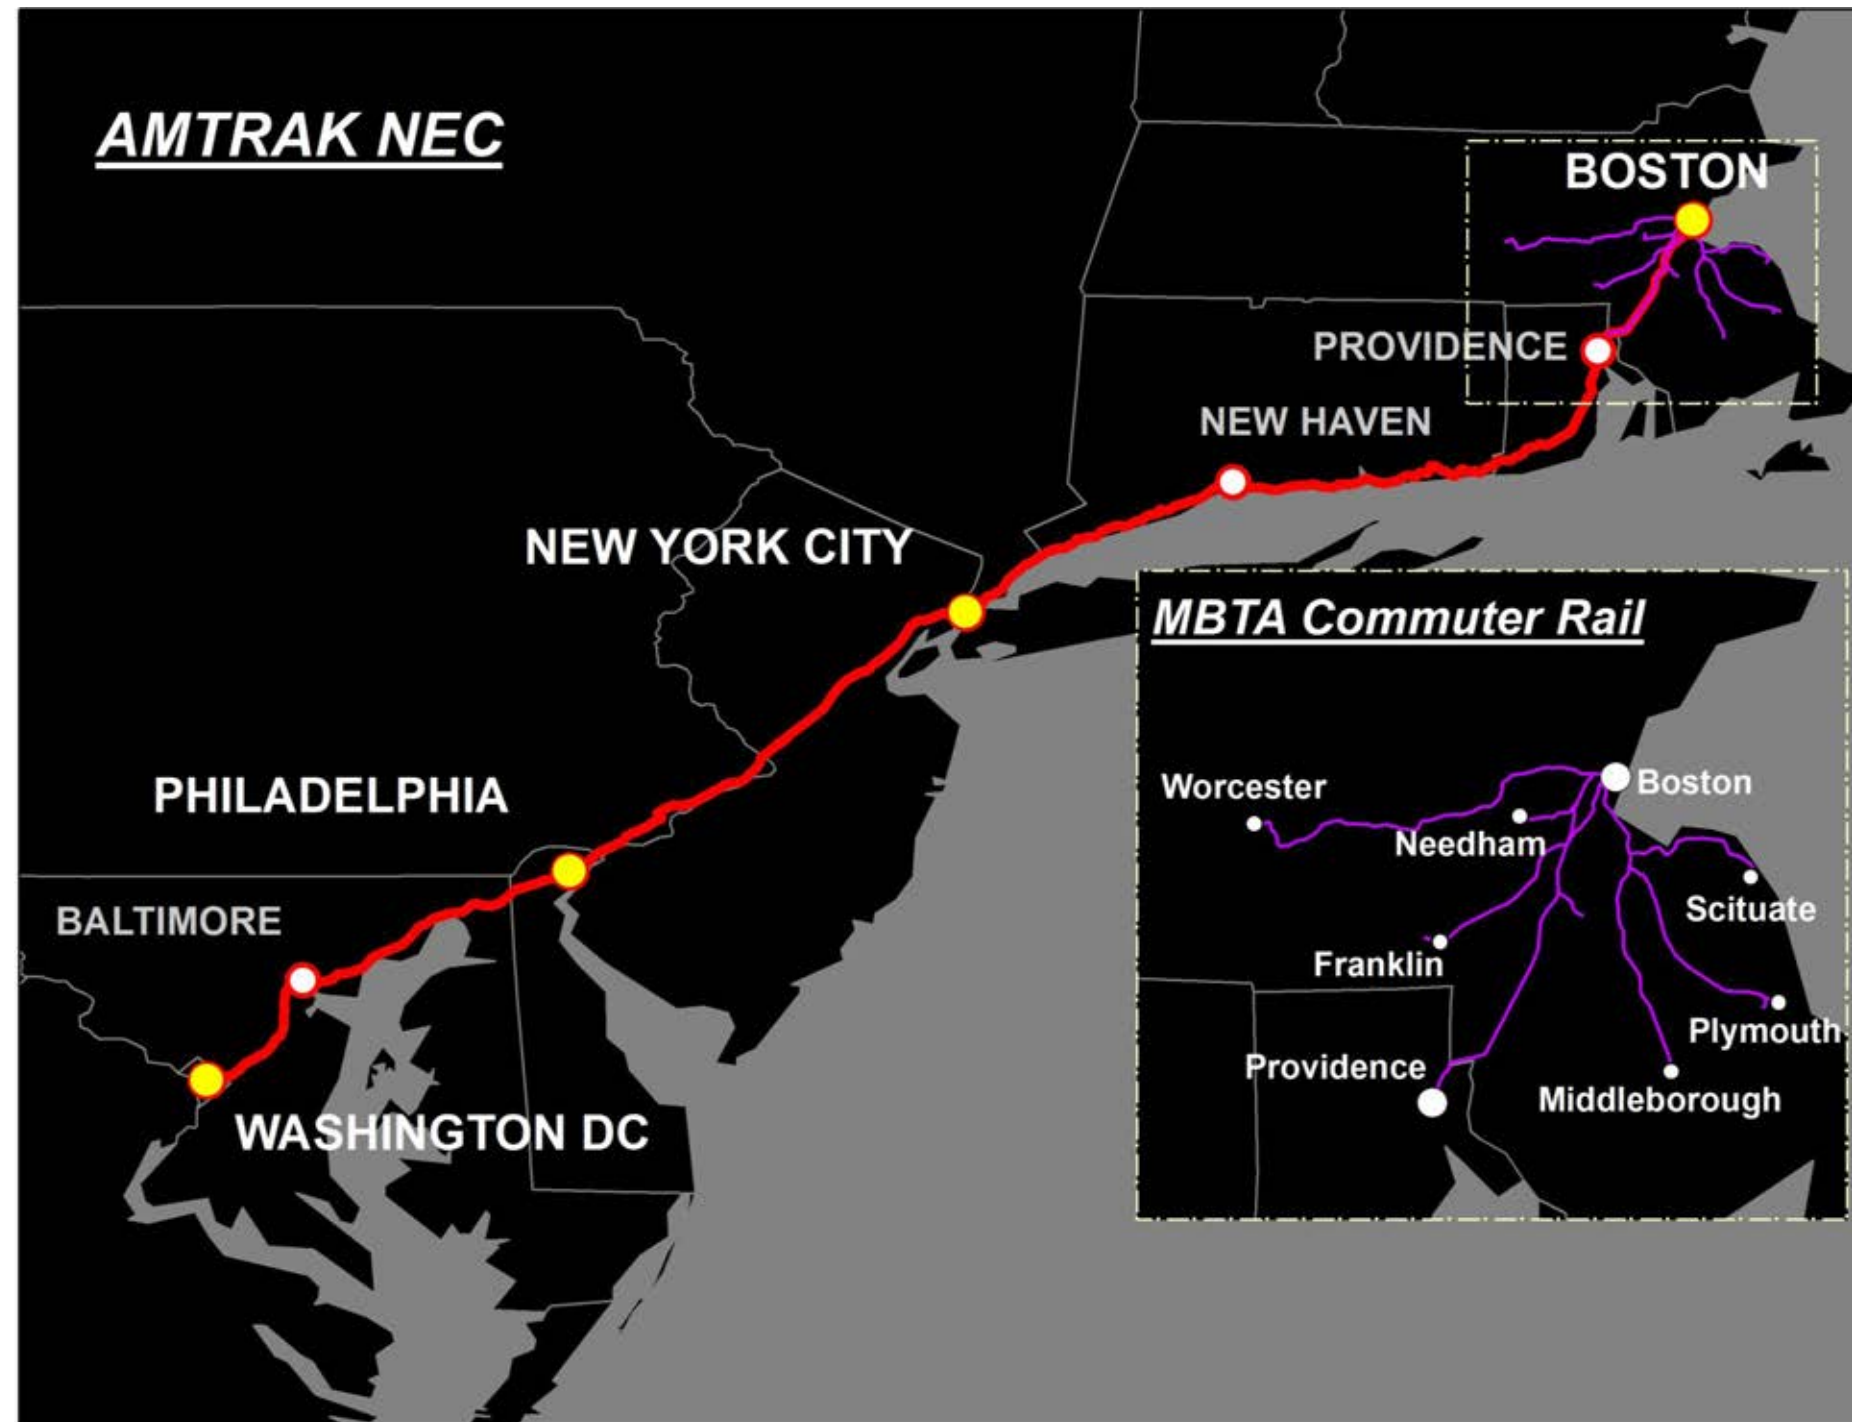 AMTRAK NEC
BOSTON
PROVIDENCE
NEW HAVEN
NEW YORK CITY
PHILADELPHIA
BALTIMORE
WASHINGTON DC
MBTA Commuter Rail
Boston
Worcester
Needham
Scituate
Franklin
Plymouth
Providence
Middleborough